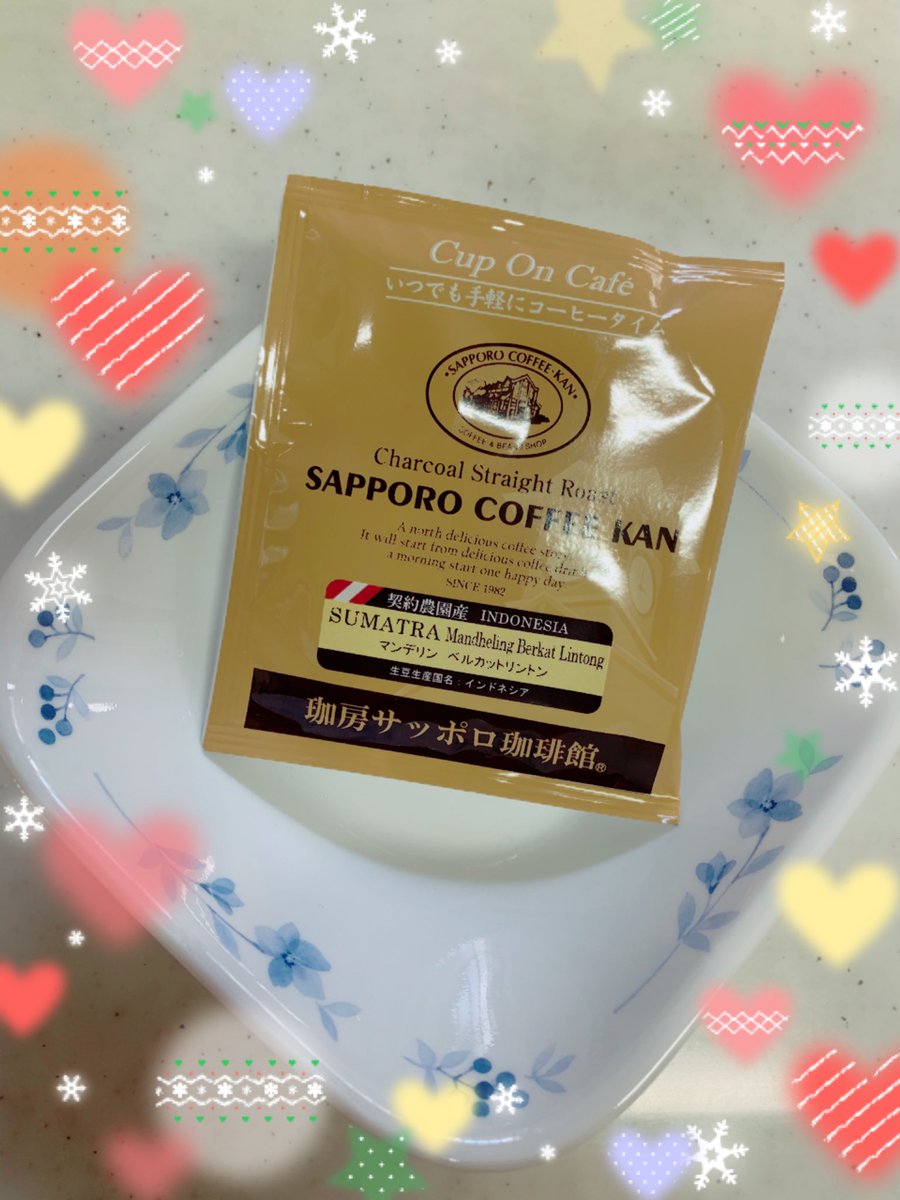 Cup On Café
いつでも手軽にコーヒータイム
・SAPPORO COFFEE・KAN・
COFFEE & BEANS SHOP
Charcoal Straight Roast
SAPPORO COFFEE KAN
A north delicious coffee story.
It will start from delicious coffee drink
a morning start one happy day.
SINCE 1982
契約農園産 INDONESIA
SUMATRA Mandheling Berkat Lintong
マンデリン ベルカットリントン
生豆生産国名：インドネシア
珈房サッポロ珈琲館®